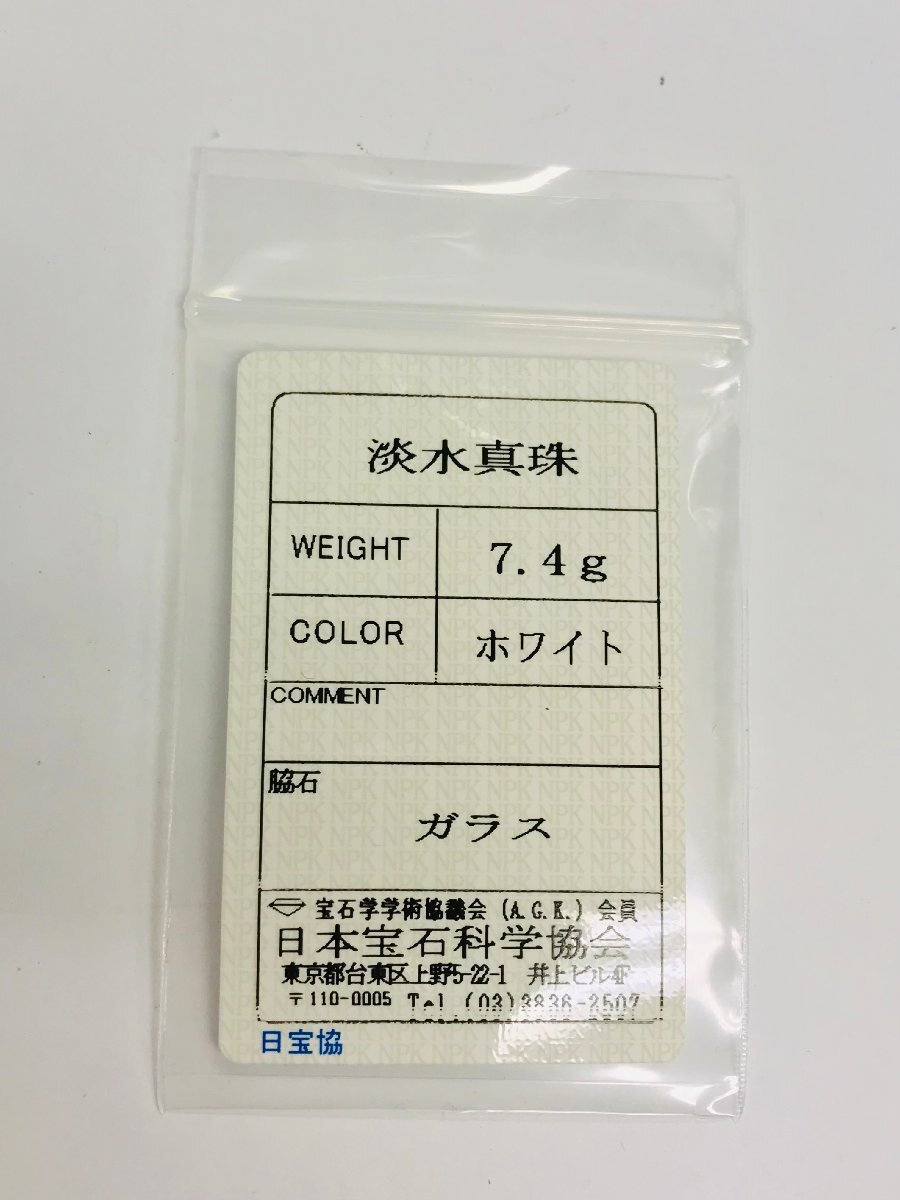 淡水真珠
WEIGHT 7.4g
COLOR ホワイト
COMMENT
脇石
ガラス
宝石学学術協議会 (A.G.K.) 会員
日本宝石科学協会
東京都台東区上野5-22-1 井上ビル4F
〒110-0005 Tel.(03)3836-2507
日宝協